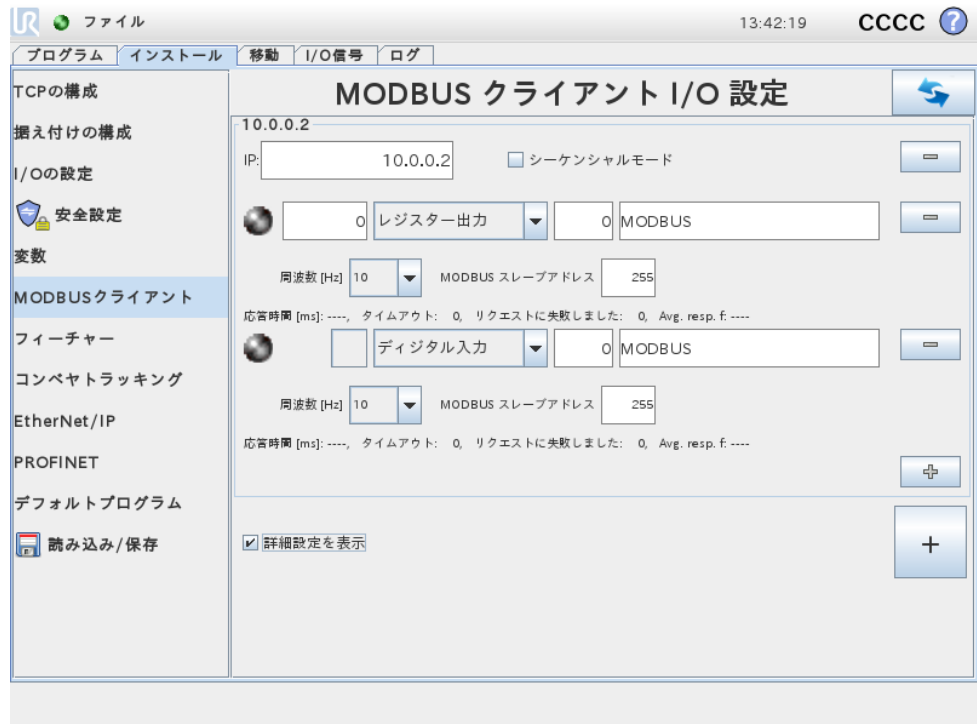 UR ファイル 13:42:19 CCCC ?
プログラム インストール 移動 I/O信号 ログ
TCPの構成
据え付けの構成
I/Oの設定
安全設定
変数
MODBUSクライアント
フィーチャー
コンベヤトラッキング
EtherNet/IP
PROFINET
デフォルトプログラム
読み込み/保存
MODBUS クライアント I/O 設定
10.0.0.2
IP: 10.0.0.2 シーケンシャルモード
0 レジスター出力 0 MODBUS
周波数 [Hz] 10 MODBUS スレーブアドレス 255
応答時間 [ms]: ----, タイムアウト: 0, リクエストに失敗しました: 0, Avg. resp. f: ----
ディジタル入力 0 MODBUS
周波数 [Hz] 10 MODBUS スレーブアドレス 255
応答時間 [ms]: ----, タイムアウト: 0, リクエストに失敗しました: 0, Avg. resp. f: ----
詳細設定を表示